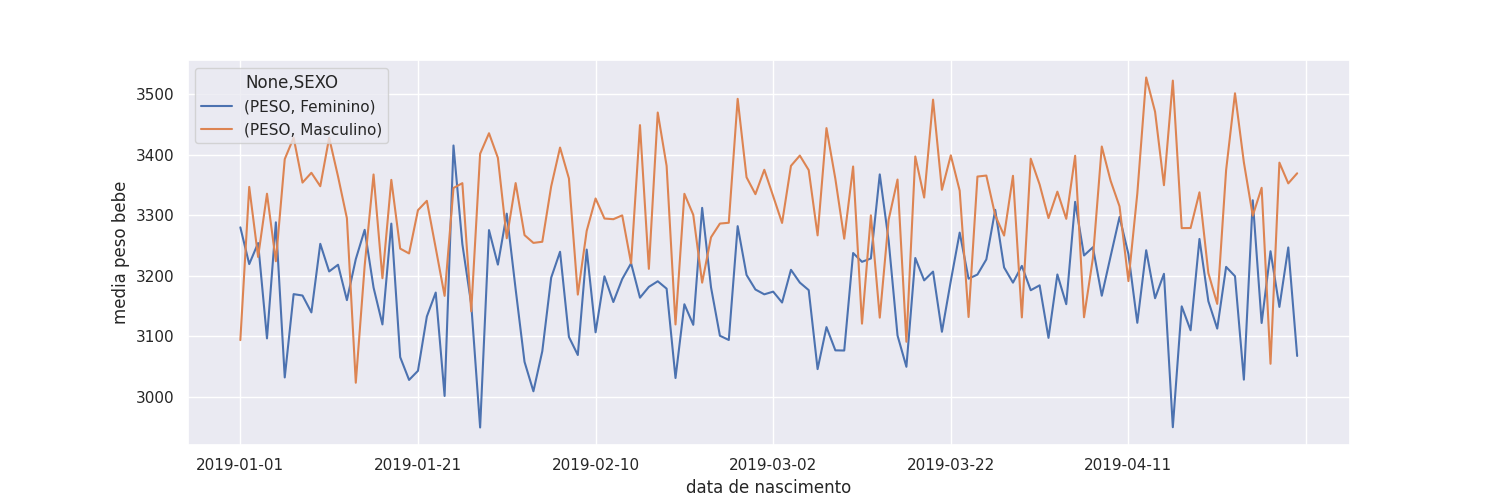 None,SEXO
(PESO, Feminino)
(PESO, Masculino)
media peso bebe
3500
3400
3300
3200
3100
3000
2019-01-01
2019-01-21
2019-02-10
2019-03-02
2019-03-22
2019-04-11
data de nascimento